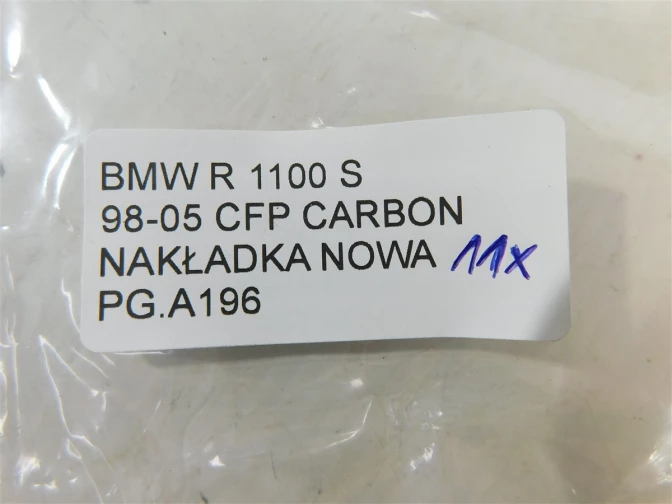 BMW R 1100 S
98-05 CFP CARBON
NAKŁADKA NOWA 11x
PG.A196